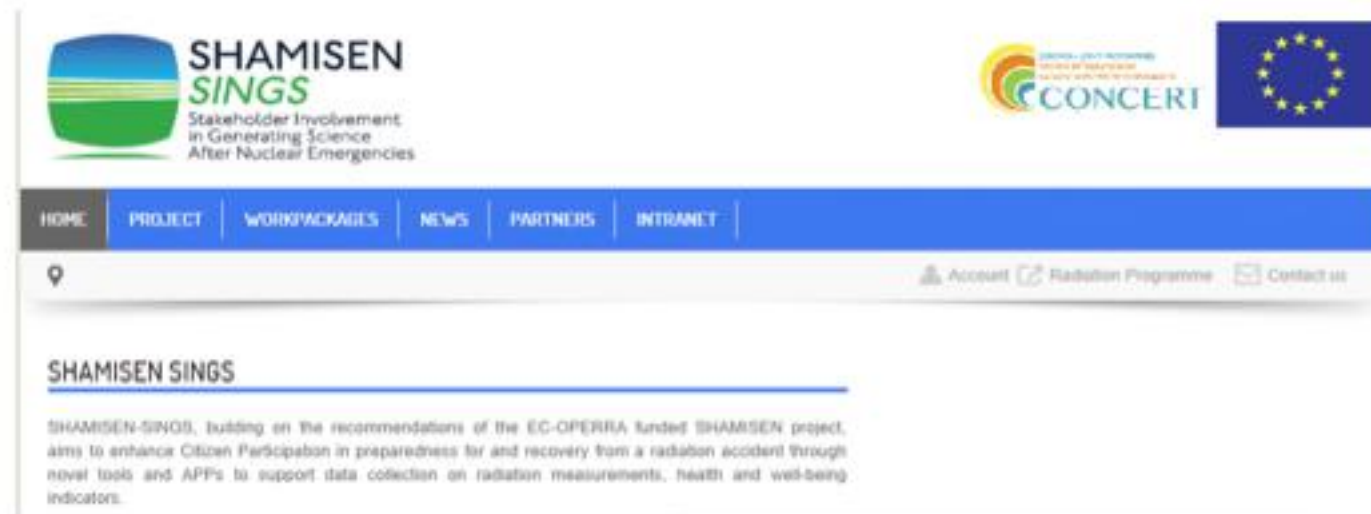 SHAMISEN
SINGS
Stakeholder Involvement
in Generating Science
After Nuclear Emergencies
CONCERT
HOME PROJECT WORKPACKAGES NEWS PARTNERS INTRANET
Account Radiation Programme Contact us
SHAMISEN SINGS
SHAMISEN-SINGS, building on the recommendations of the EC-OPERRA funded SHAMISEN project,
aims to enhance Citizen Participation in preparedness for and recovery from a radiation accident through
novel tools and APPs to support data collection on radiation measurements, health and well-being
indicators.